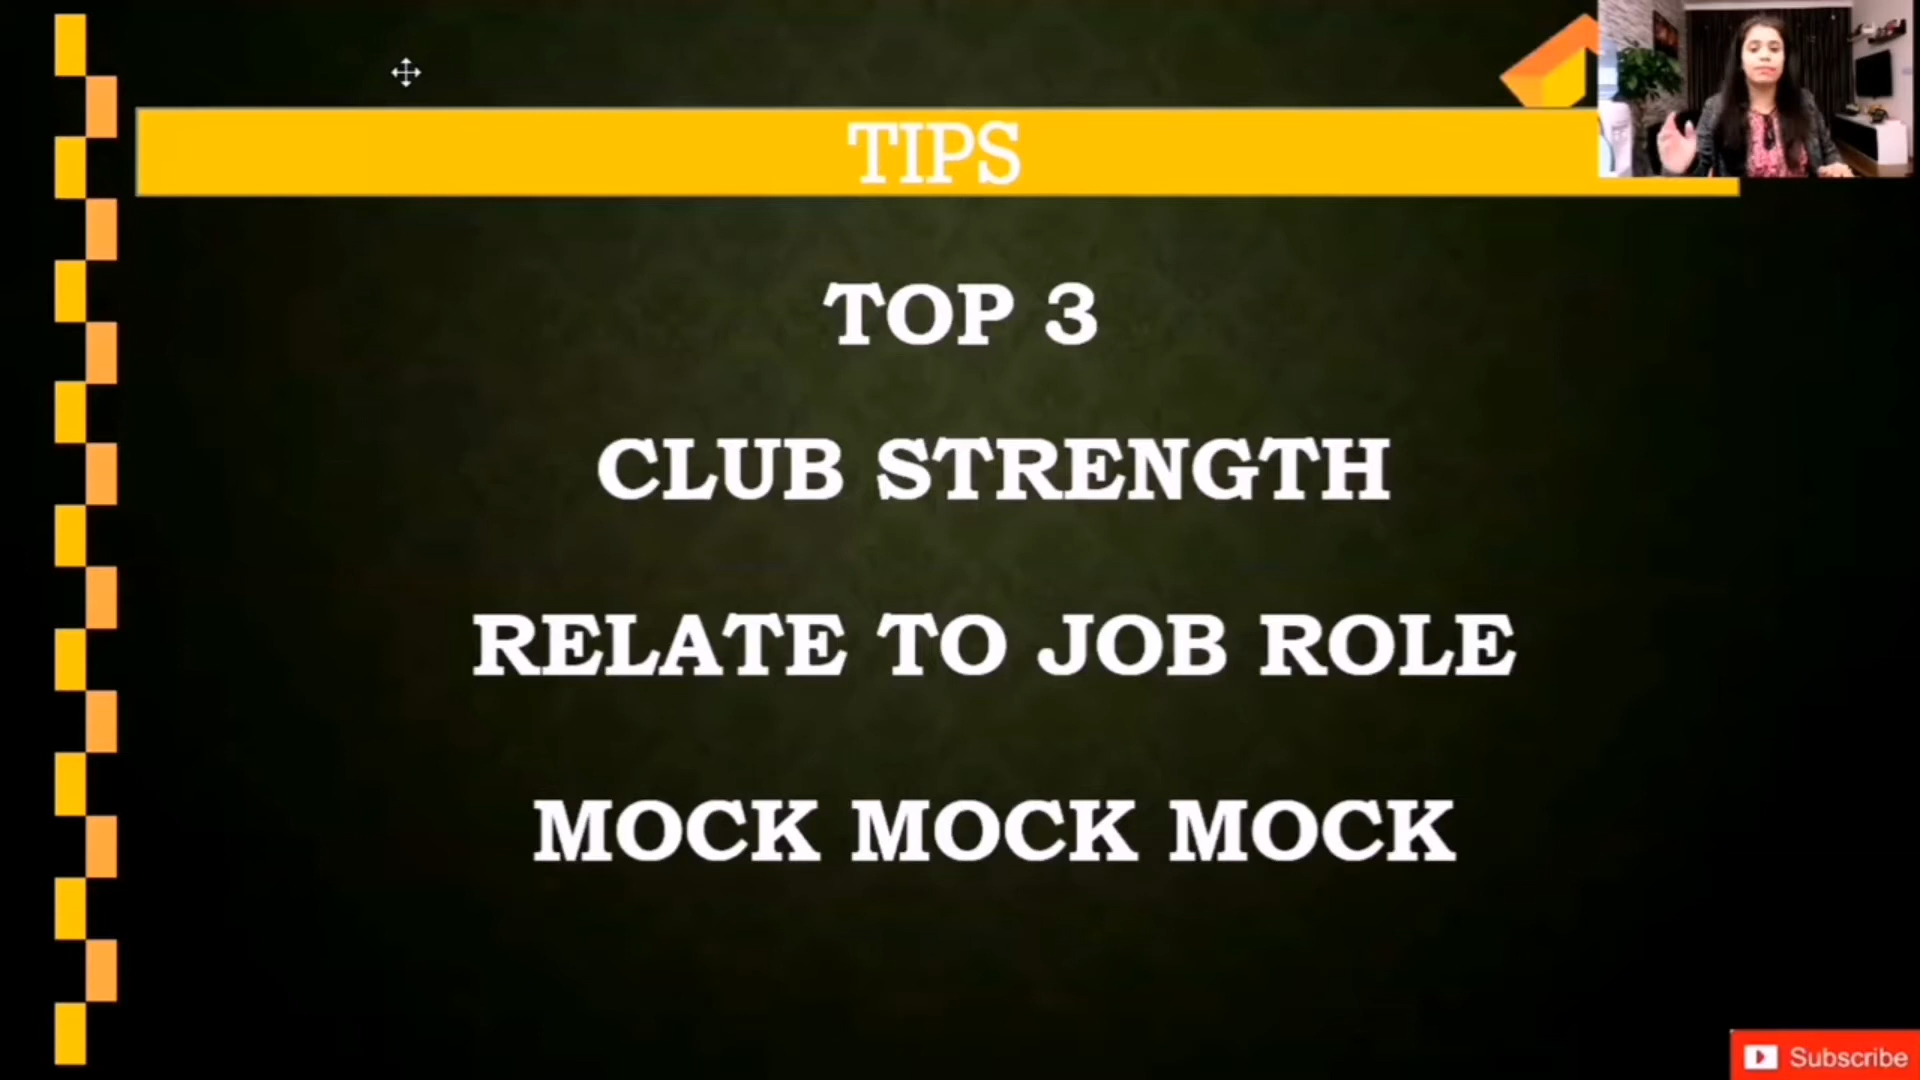 TIPS
TOP 3
CLUB STRENGTH
RELATE TO JOB ROLE
MOCK MOCK MOCK
Subscribe